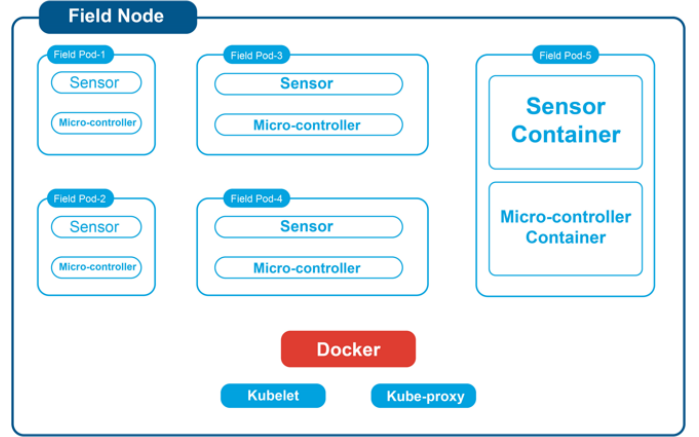 Field Node
Field Pod-1
Sensor
Micro-controller
Field Pod-3
Sensor
Micro-controller
Field Pod-5
Sensor
Container
Micro-controller
Container
Field Pod-2
Sensor
Micro-controller
Field Pod-4
Sensor
Micro-controller
Docker
Kubelet
Kube-proxy